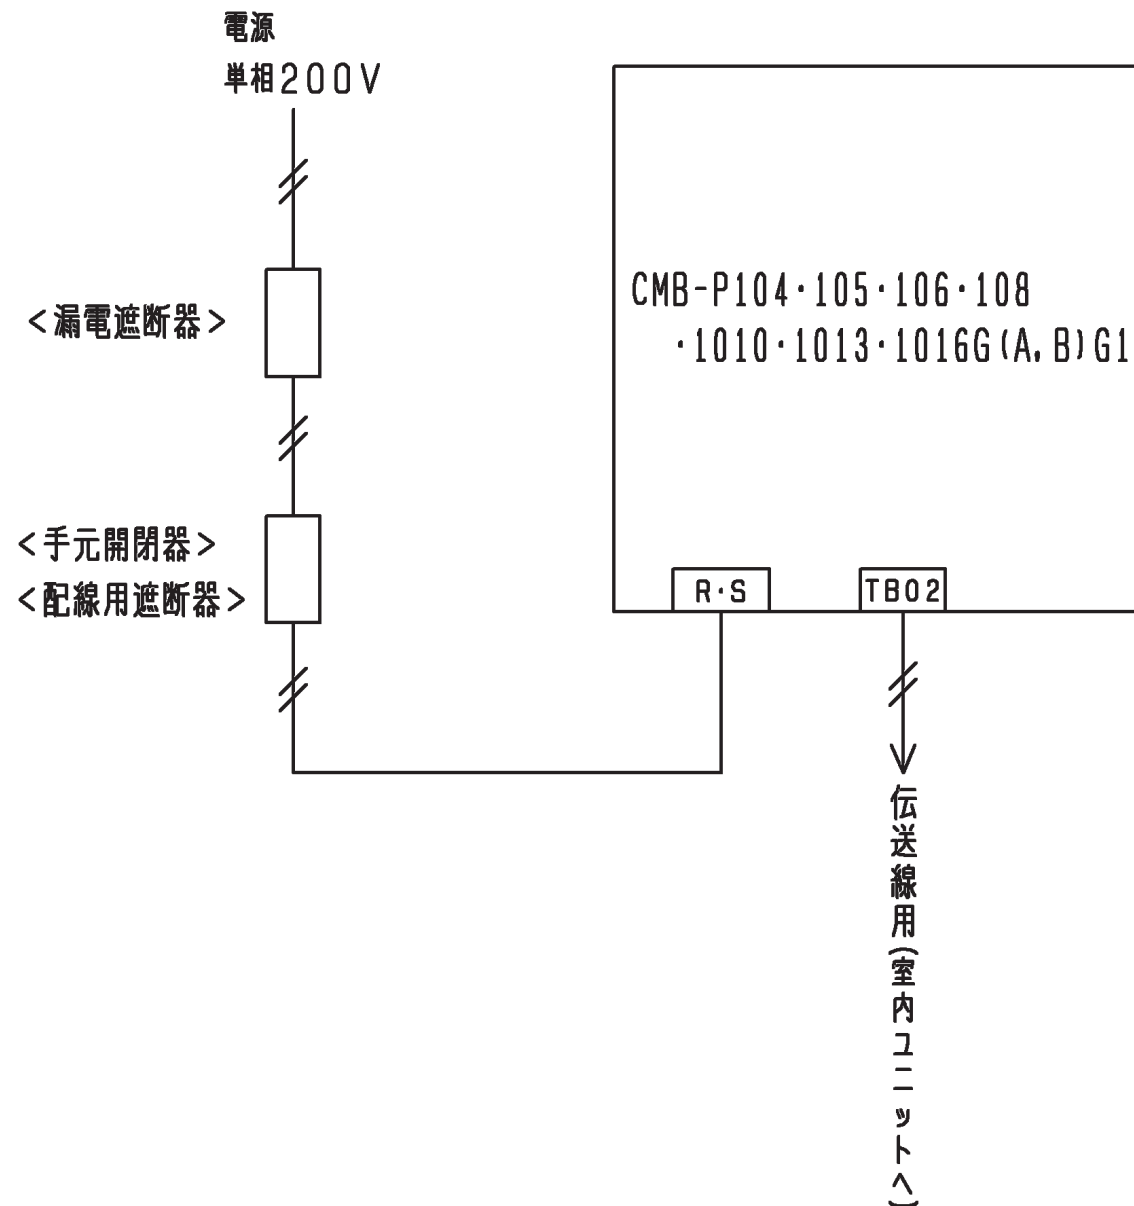 電源
単相200V
<漏電遮断器>
CMB-P104・105・106・108
・1010・1013・1016G(A,B)G1
<手元開閉器>
<配線用遮断器>
R・S
TB02
伝送線用(室内ユニットへ)